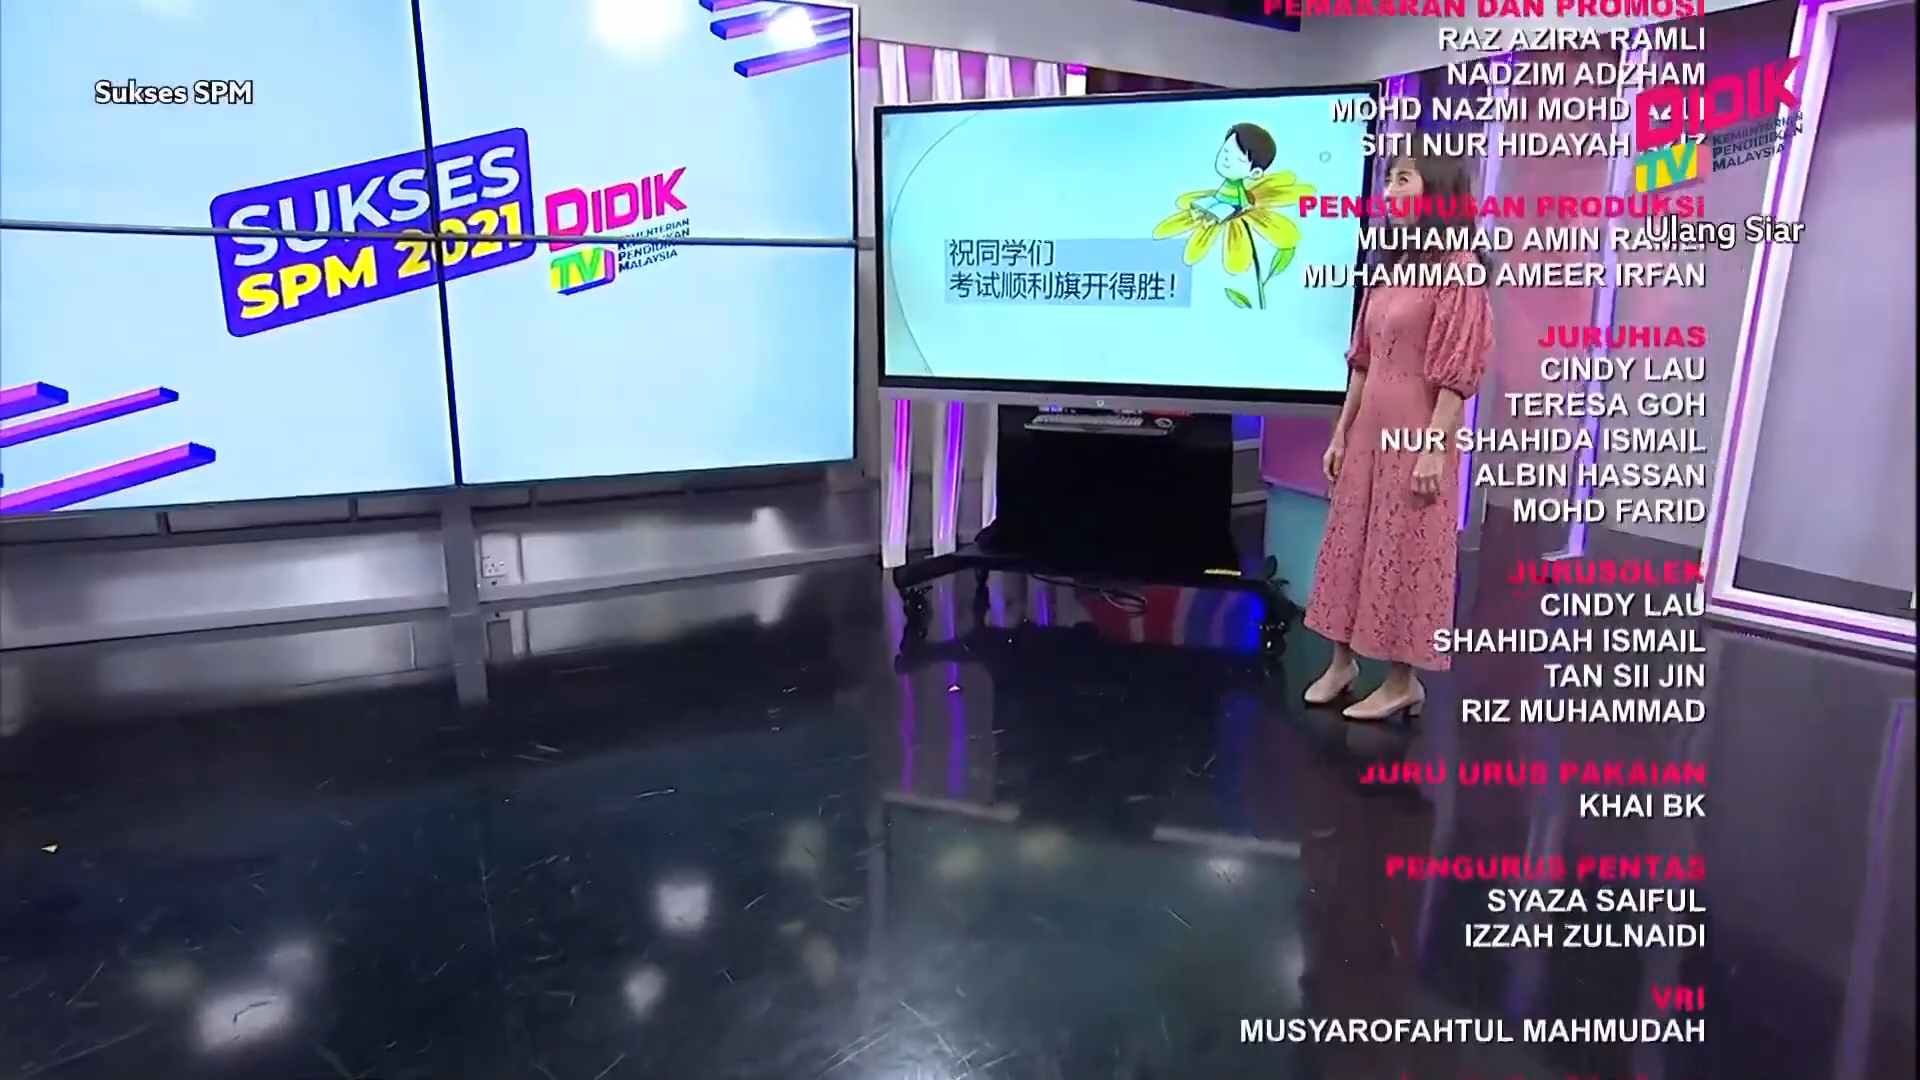 Sukses SPM
SUKSES
SPM 2021
DIDIK
TV
KEMENTERIAN
PENDIDIKAN
MALAYSIA
祝同学们
考试顺利旗开得胜！
PEMASARAN DAN PROMOSI
RAZ AZIRA RAMLI
NADZIM ADZHAM
MOHD NAZMI MOHD
SITI NUR HIDAYAH
DIDIK
TV
KEMENTERIAN
PENDIDIKAN
MALAYSIA
Ulang Siar
PENGURUSAN PRODUKSI
MUHAMAD AMIN RAMLI
MUHAMMAD AMEER IRFAN
JURUHIAS
CINDY LAU
TERESA GOH
NUR SHAHIDA ISMAIL
ALBIN HASSAN
MOHD FARID
JURUSOLEK
CINDY LAU
SHAHIDAH ISMAIL
TAN SII JIN
RIZ MUHAMMAD
JURU URUS PAKAIAN
KHAI BK
PENGURUS PENTAS
SYAZA SAIFUL
IZZAH ZULNAIDI
VRI
MUSYAROFAHTUL MAHMUDAH